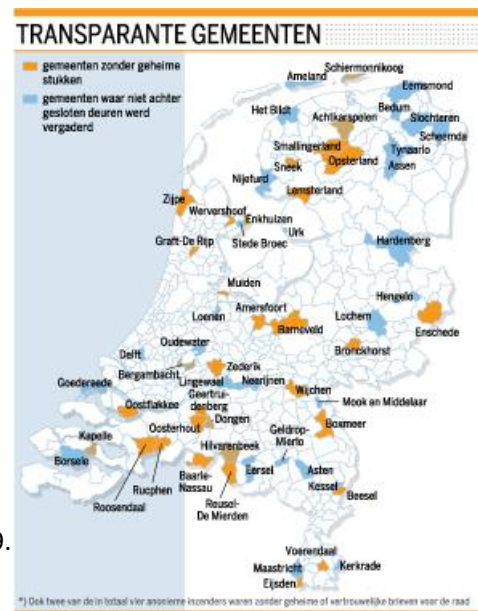 TRANSPARANTE GEMEENTEN
gemeenten zonder geheime
stukken
gemeenten waar niet achter
gesloten deuren werd
vergaderd
Schiermonnikoog
Ameland
Eemsmond
Het Bildt
Bedum
Achtkarspelen
Slochteren
Scheemda
Smallingerland
Tynaarlo
Opsterland
Sneek
Assen
Nijefurd
Lemsterland
Zijpe
Wervershoof
Enkhuizen
Urk
Graft-De Rijp
Stede Broec
Hardenberg
Muiden
Hengelo
Amersfoort
Loenen
Lochem
Barneveld
Enschede
Oudewater
Bronckhorst
Delft
Bergambacht
Zederik
Goedereede
Lingewaal
Neerijnen
Wijchen
Geertrui-
denberg
Mook en Middelaar
Oostflakkee
Dongen
Boxmeer
Oosterhout
Geldrop-
Mierlo
Kapelle
Hilvarenbeek
Borsele
Eersel
Asten
Baarle-
Nassau
Kessel
Beesel
Rucphen
Reusel-
De Mierden
Roosendaal
9.
Voerendaal
Maastricht
Kerkrade
Eijsden
*) Ook twee van de in totaal vier anonieme inzenders waren zonder geheime of vertrouwelijke brieven voor de raad